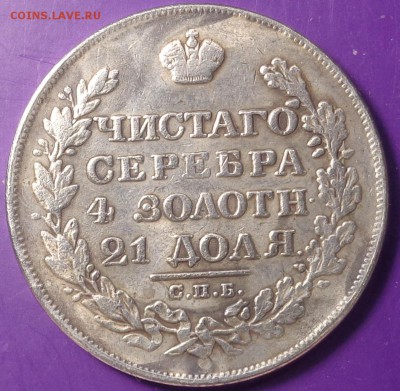 COINS.LAVE.RU
ЧИСТАГО
СЕРЕБРА
4 ЗОЛОТН
21 ДОЛЯ.
С.П.Б.